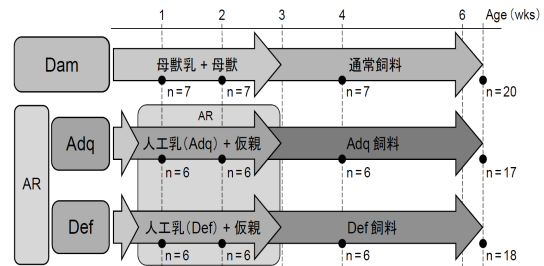 1 2 3 4 6 Age (wks)
Dam 母獣乳 + 母獣 通常飼料
n=7 n=7 n=7 n=20
AR
AR Adq 人工乳(Adq) + 仮親 Adq 飼料
n=6 n=6 n=6 n=17
Def 人工乳(Def) + 仮親 Def 飼料
n=6 n=6 n=6 n=18